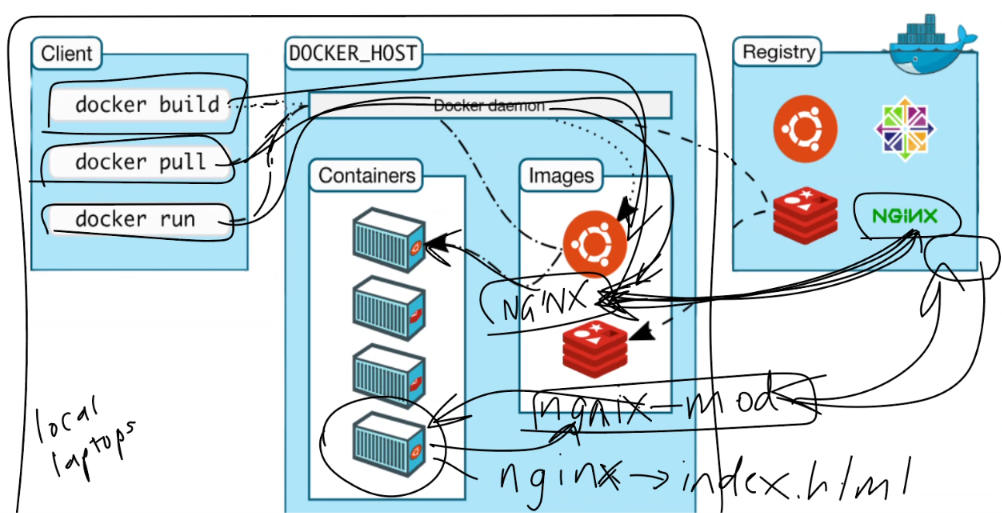 Client
DOCKER_HOST
Registry
docker build
Docker daemon
docker pull
Containers
Images
docker run
NGiNX
NGINX
local
laptops
ngnix-mod
nginx → index.html